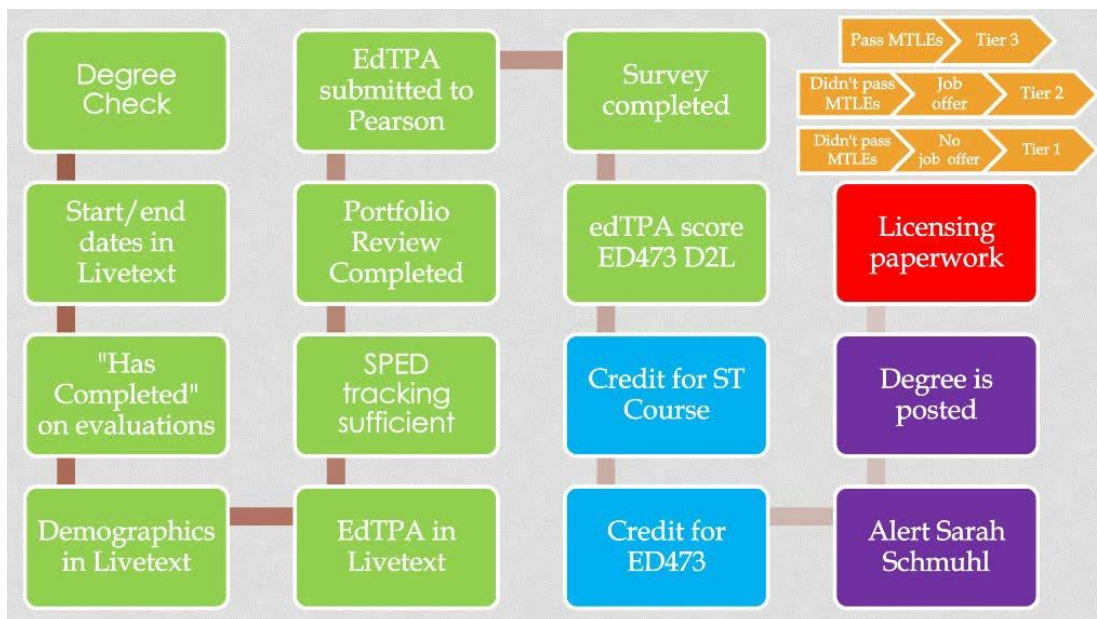 Degree
Check
Start/end
dates in
Livetext
"Has
Completed"
on evaluations
Demographics
in Livetext
EdTPA in
Livetext
SPED
tracking
sufficient
Portfolio
Review
Completed
EdTPA
submitted to
Pearson
Survey
completed
edTPA score
ED473 D2L
Credit for ST
Course
Credit for
ED473
Alert Sarah
Schmuhl
Degree is
posted
Licensing
paperwork
Pass MTLEs
Tier 3
Didn't pass
MTLEs
Job
offer
Tier 2
Didn't pass
MTLEs
No
job offer
Tier 1